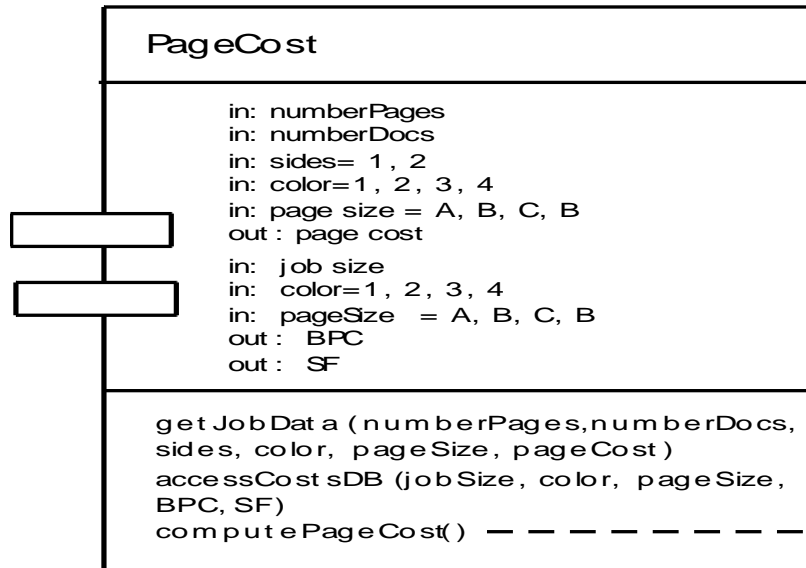 PageCost
in: numberPages
in: numberDocs
in: sides= 1, 2
in: color=1, 2, 3, 4
in: page size = A, B, C, B
out: page cost
in: job size
in: color=1, 2, 3, 4
in: pageSize = A, B, C, B
out: BPC
out: SF
getJobData (numberPages,numberDocs,
sides, color, pageSize, pageCost)
accessCostsDB (jobSize, color, pageSize,
BPC, SF)
computePageCost()